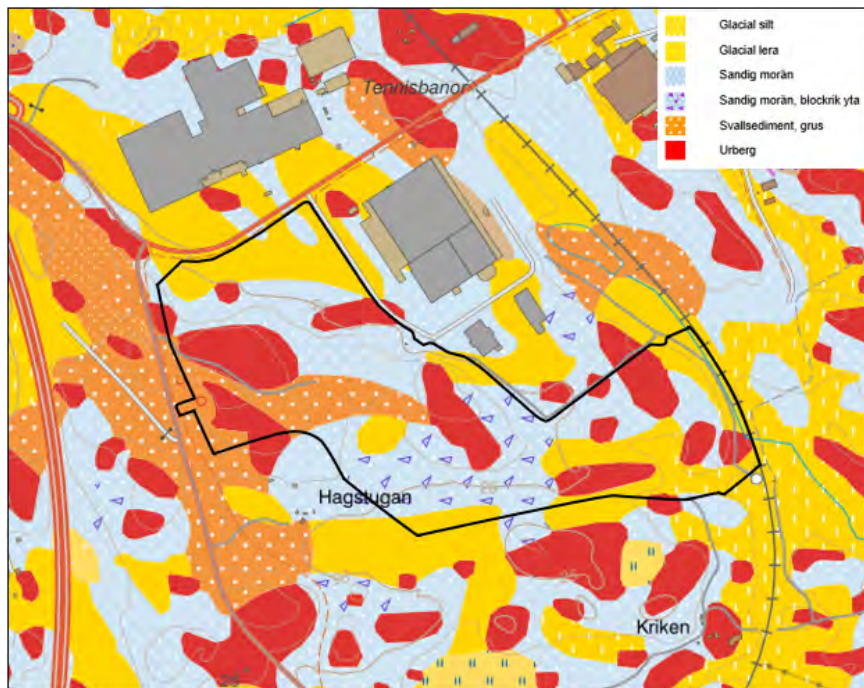 Glacial silt
Glacial lera
Sandig morän
Sandig morän, blockrik yta
Svallsediment, grus
Urberg
Tennisbanor
Hagstugan
Kriken